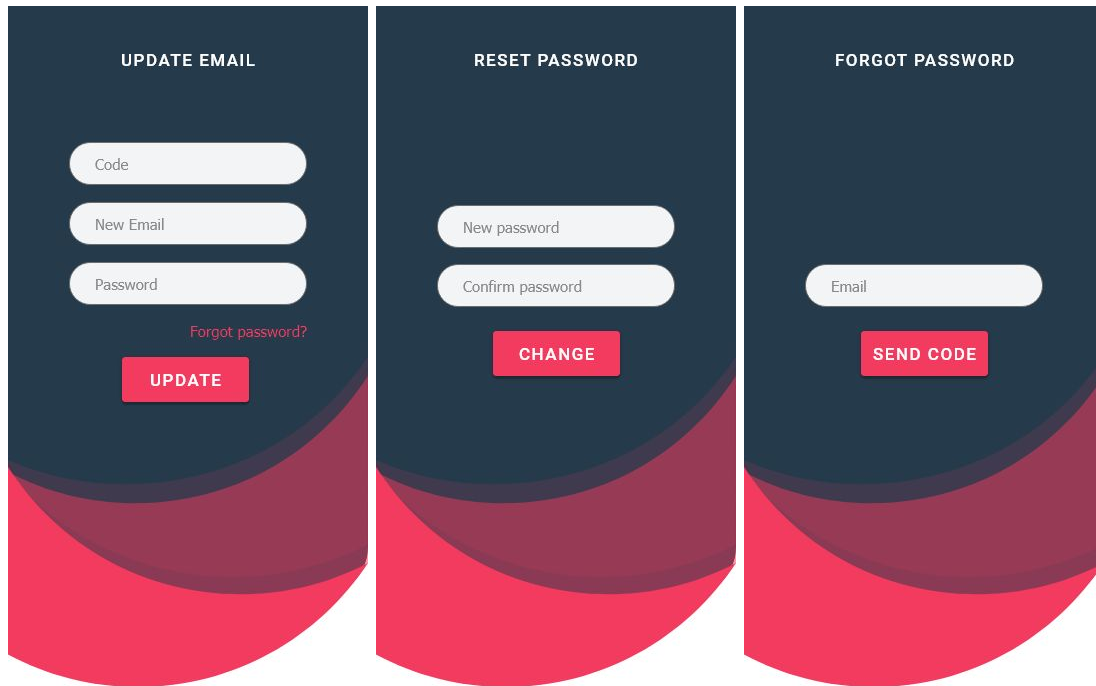 UPDATE EMAIL
Code
New Email
Password
Forgot password?
UPDATE
RESET PASSWORD
New password
Confirm password
CHANGE
FORGOT PASSWORD
Email
SEND CODE